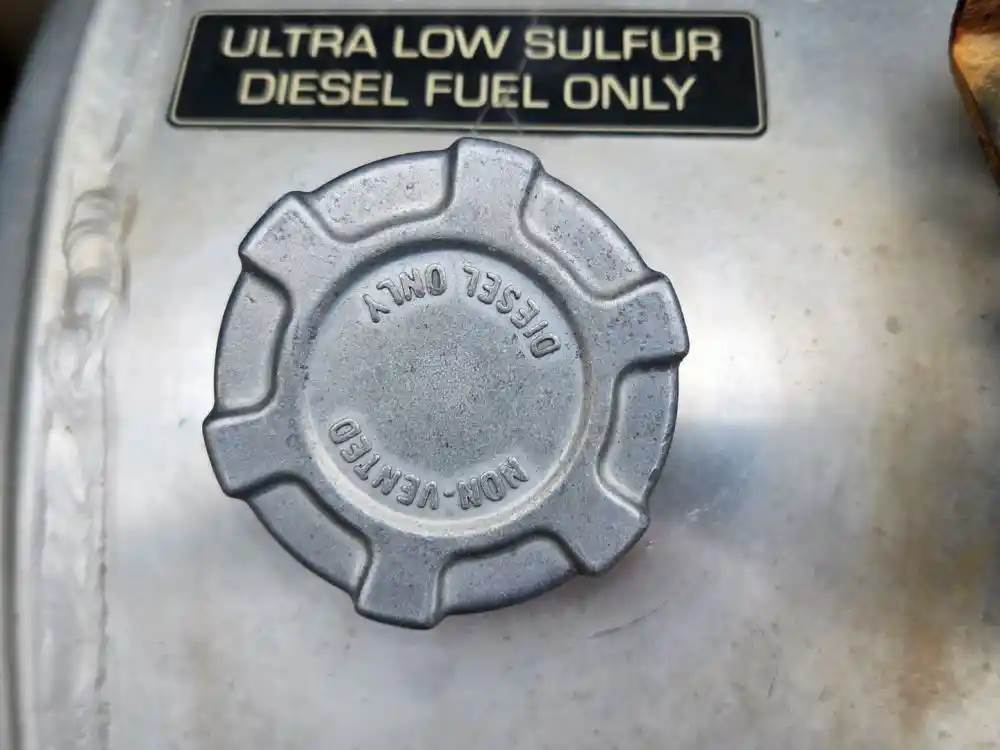 ULTRA LOW SULFUR
DIESEL FUEL ONLY
DIESEL ONLY
NON-VENTED